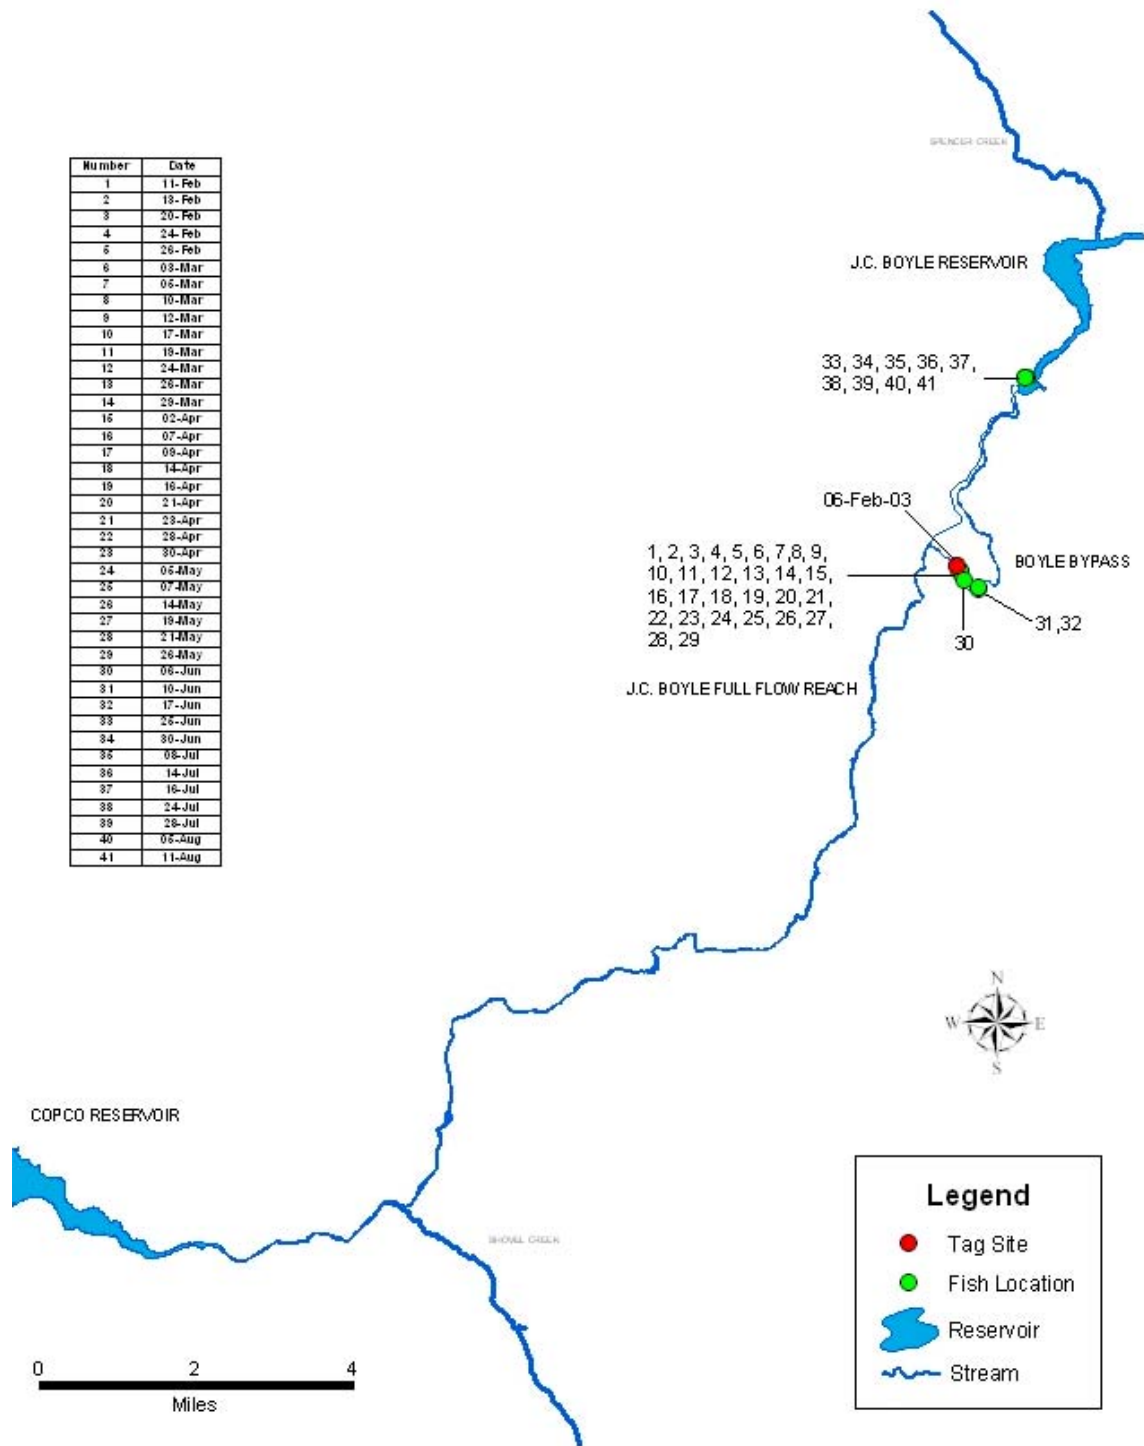 SPENCER CREEK
Number Date
1 11-Feb
2 13-Feb
3 20-Feb
4 24-Feb
5 26-Feb
6 03-Mar
7 05-Mar
8 10-Mar
9 12-Mar
10 17-Mar
11 19-Mar
12 24-Mar
13 26-Mar
14 29-Mar
15 02-Apr
16 07-Apr
17 09-Apr
18 14-Apr
19 16-Apr
20 21-Apr
21 23-Apr
22 28-Apr
23 30-Apr
24 05-May
25 07-May
26 14-May
27 19-May
28 21-May
29 26-May
30 06-Jun
31 10-Jun
32 17-Jun
33 25-Jun
34 30-Jun
35 08-Jul
36 14-Jul
37 16-Jul
38 24-Jul
39 28-Jul
40 05-Aug
41 11-Aug
J.C. BOYLE RESERVOIR
33, 34, 35, 36, 37,
38, 39, 40, 41
06-Feb-03
1, 2, 3, 4, 5, 6, 7,8, 9,
10, 11, 12, 13, 14, 15,
16, 17, 18, 19, 20, 21,
22, 23, 24, 25, 26, 27,
28, 29
BOYLE BYPASS
31,32
30
J.C. BOYLE FULL FLOW REACH
N
W E
S
COPCO RESERVOIR
SHOVEL CREEK
Legend
Tag Site
Fish Location
Reservoir
Stream
0 2 4
Miles